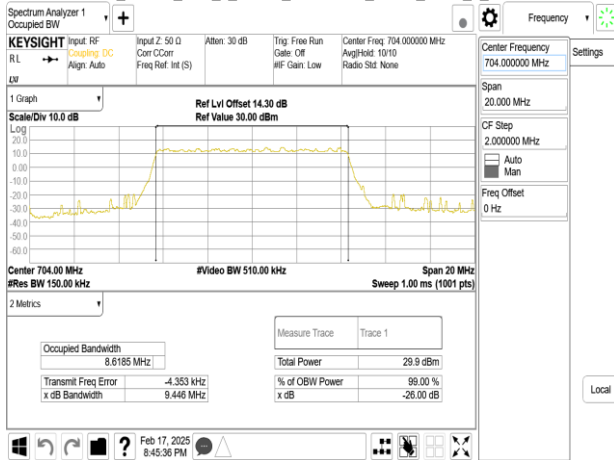 Spectrum Analyzer 1
Occupied BW
+
Frequency
KEYSIGHT
RL
LXI
Input: RF
Coupling: DC
Align: Auto
Input Z: 50 Ω
Corr CCorr
Freq Ref: Int (S)
Atten: 30 dB
Trig: Free Run
Gate: Off
#IF Gain: Low
Center Freq: 704.000000 MHz
Avg|Hold: 10/10
Radio Std: None
Center Frequency
704.000000 MHz
Settings
Span
20.000 MHz
CF Step
2.000000 MHz
Auto
Man
Freq Offset
0 Hz
Local
1 Graph
Scale/Div 10.0 dB
Ref Lvl Offset 14.30 dB
Ref Value 30.00 dBm
Log
20.0
10.0
0.00
-10.0
-20.0
-30.0
-40.0
-50.0
-60.0
Center 704.00 MHz
#Video BW 510.00 kHz
Span 20 MHz
#Res BW 150.00 kHz
Sweep 1.00 ms (1001 pts)
2 Metrics
Measure Trace
Trace 1
Occupied Bandwidth
8.6185 MHz
Total Power
29.9 dBm
Transmit Freq Error
-4.353 kHz
% of OBW Power
99.00 %
x dB Bandwidth
9.446 MHz
x dB
-26.00 dB
?
Feb 17, 2025
8:45:36 PM